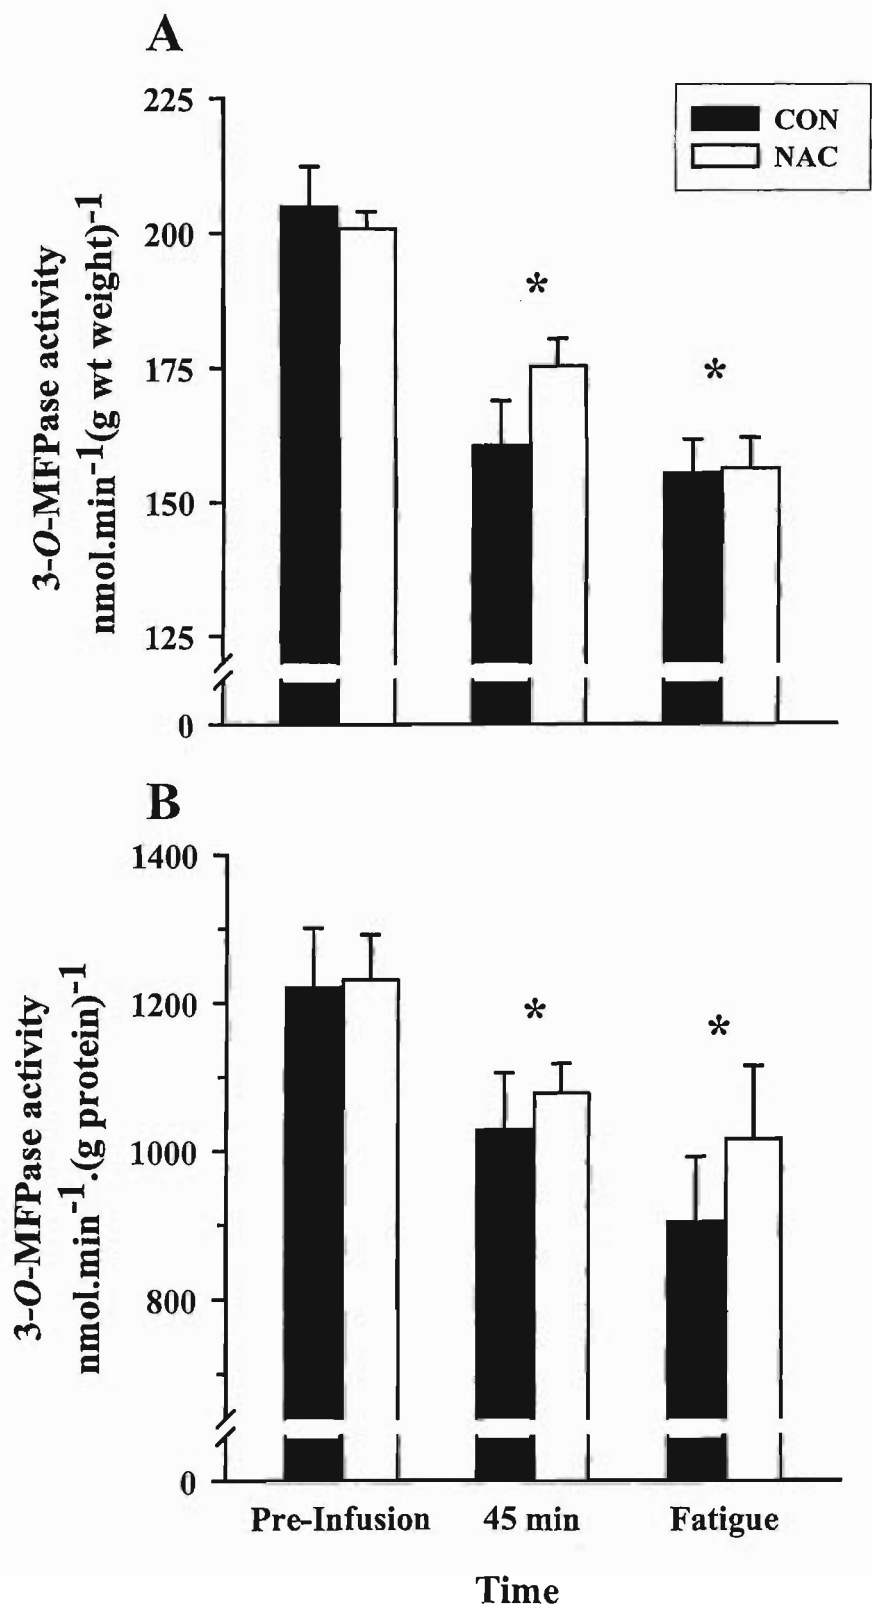 A
225
200
175
150
125
0
3-O-MFPase activity
nmol.min-1(g wt weight)-1
CON
NAC
*
*
B
1400
1200
1000
800
0
3-O-MFPase activity
nmol.min-1.(g protein)-1
*
*
Pre-Infusion 45 min Fatigue
Time